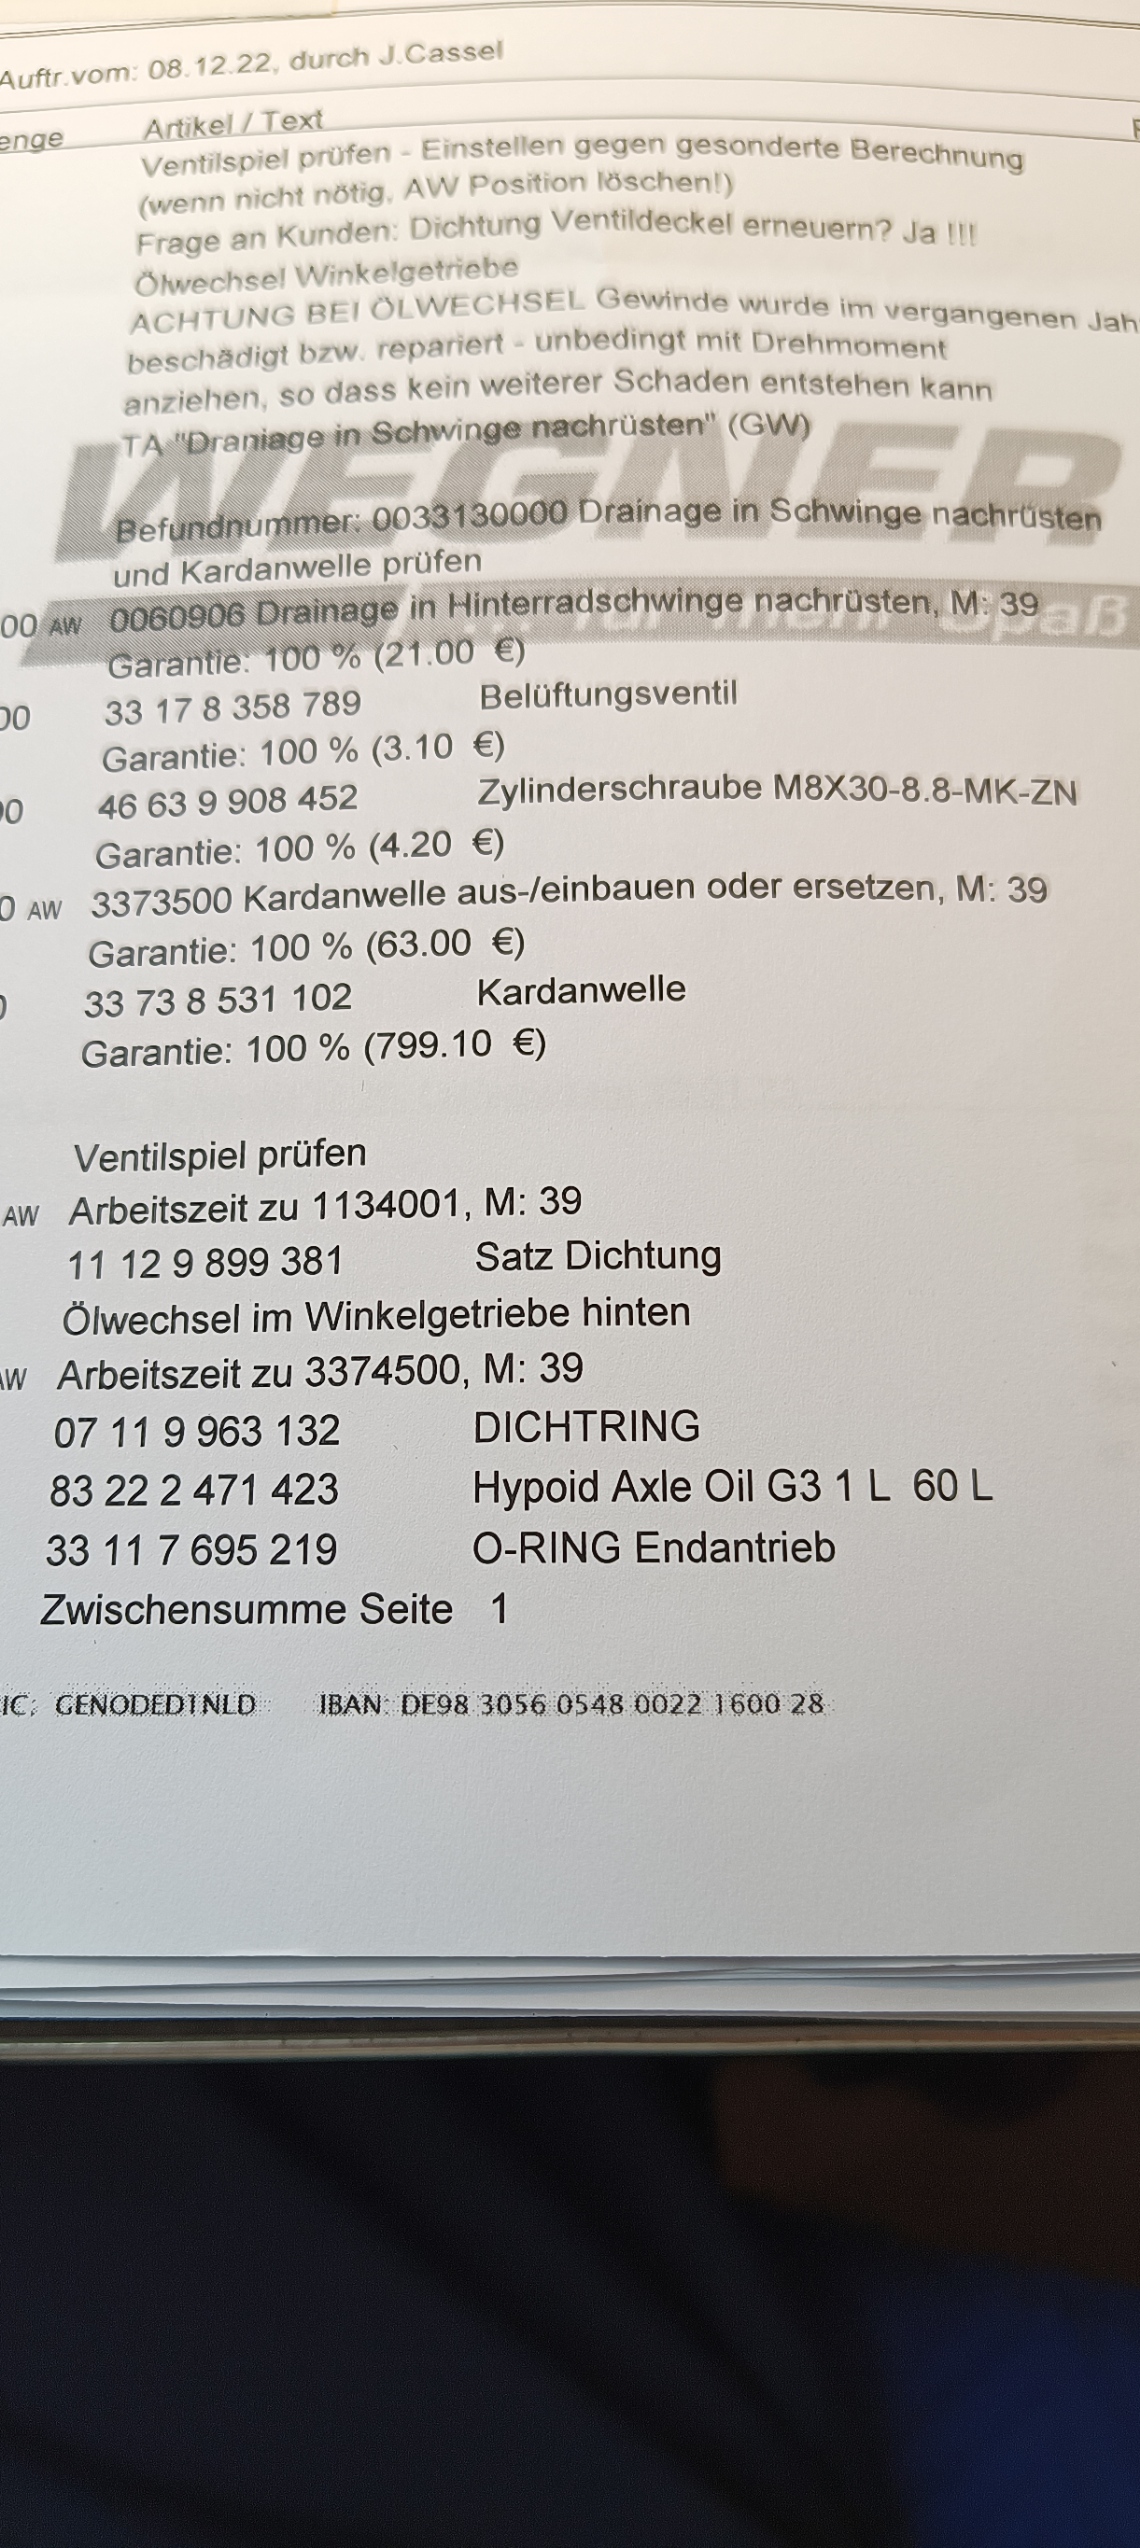 Auftr.vom: 08.12.22, durch J.Cassel
enge Artikel / Text
Ventilspiel prüfen - Einstellen gegen gesonderte Berechnung
(wenn nicht nötig, AW Position löschen!)
Frage an Kunden: Dichtung Ventildeckel erneuern? Ja !!!
Ölwechsel Winkelgetriebe
ACHTUNG BEI ÖLWECHSEL Gewinde wurde im vergangenen Jah
beschädigt bzw. repariert - unbedingt mit Drehmoment
anziehen, so dass kein weiterer Schaden entstehen kann
TA "Draniage in Schwinge nachrüsten" (GW)
WEGNER
Befundnummer: 0033130000 Drainage in Schwinge nachrüsten
und Kardanwelle prüfen
00 AW 0060906 Drainage in Hinterradschwinge nachrüsten, M: 39
... für mehr Spaß
Garantie: 100 % (21.00 €)
00 33 17 8 358 789 Belüftungsventil
Garantie: 100 % (3.10 €)
00 46 63 9 908 452 Zylinderschraube M8X30-8.8-MK-ZN
Garantie: 100 % (4.20 €)
0 AW 3373500 Kardanwelle aus-/einbauen oder ersetzen, M: 39
Garantie: 100 % (63.00 €)
33 73 8 531 102 Kardanwelle
Garantie: 100 % (799.10 €)
Ventilspiel prüfen
AW Arbeitszeit zu 1134001, M: 39
11 12 9 899 381 Satz Dichtung
Ölwechsel im Winkelgetriebe hinten
AW Arbeitszeit zu 3374500, M: 39
07 11 9 963 132 DICHTRING
83 22 2 471 423 Hypoid Axle Oil G3 1 L 60 L
33 11 7 695 219 O-RING Endantrieb
Zwischensumme Seite 1
IC: GENODED1NLD IBAN: DE98 3056 0548 0022 1600 28